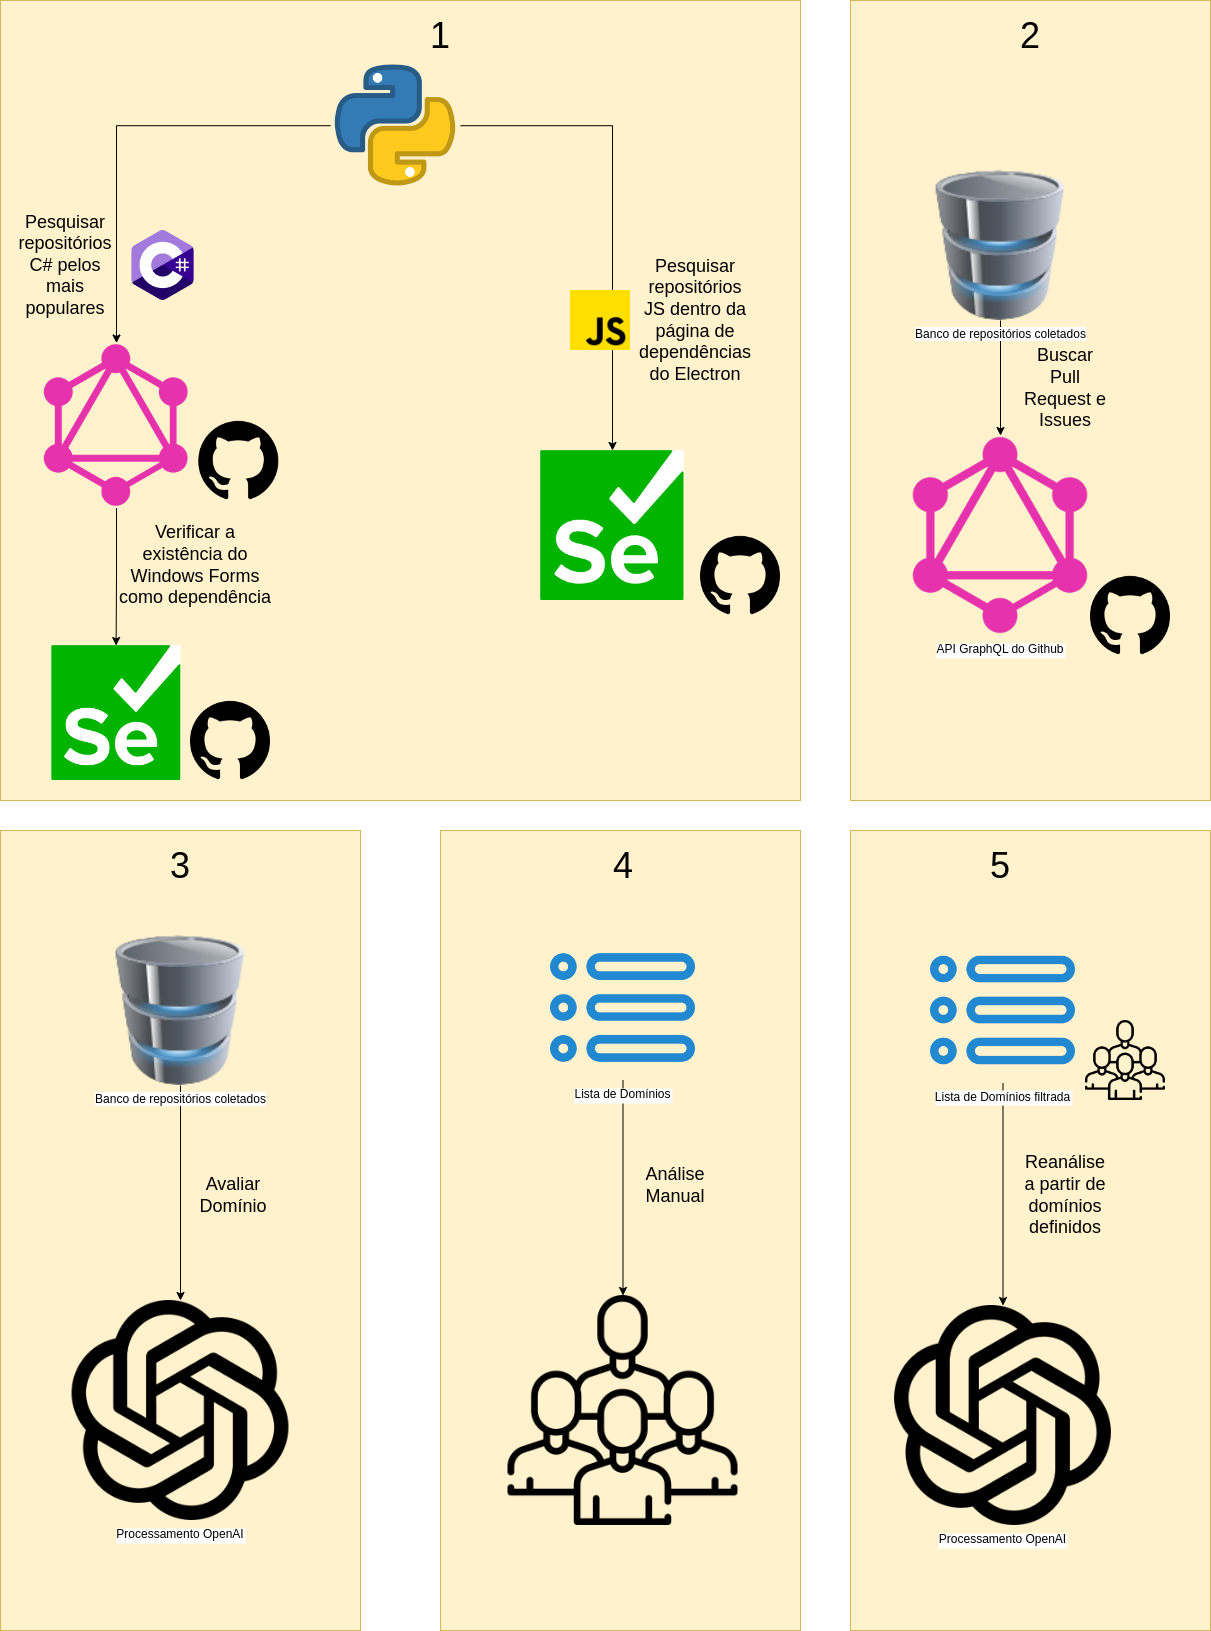 1
Pesquisar
repositórios
C# pelos
mais
populares
C#
Pesquisar
repositórios
JS dentro da
página de
dependências
do Electron
JS
Verificar a
existência do
Windows Forms
como dependência
Se
Se
2
Banco de repositórios coletados
Buscar
Pull
Request e
Issues
API GraphQL do Github
3
Banco de repositórios coletados
Avaliar
Domínio
Processamento OpenAI
4
Lista de Domínios
Análise
Manual
5
Lista de Domínios filtrada
Reanálise
a partir de
domínios
definidos
Processamento OpenAI